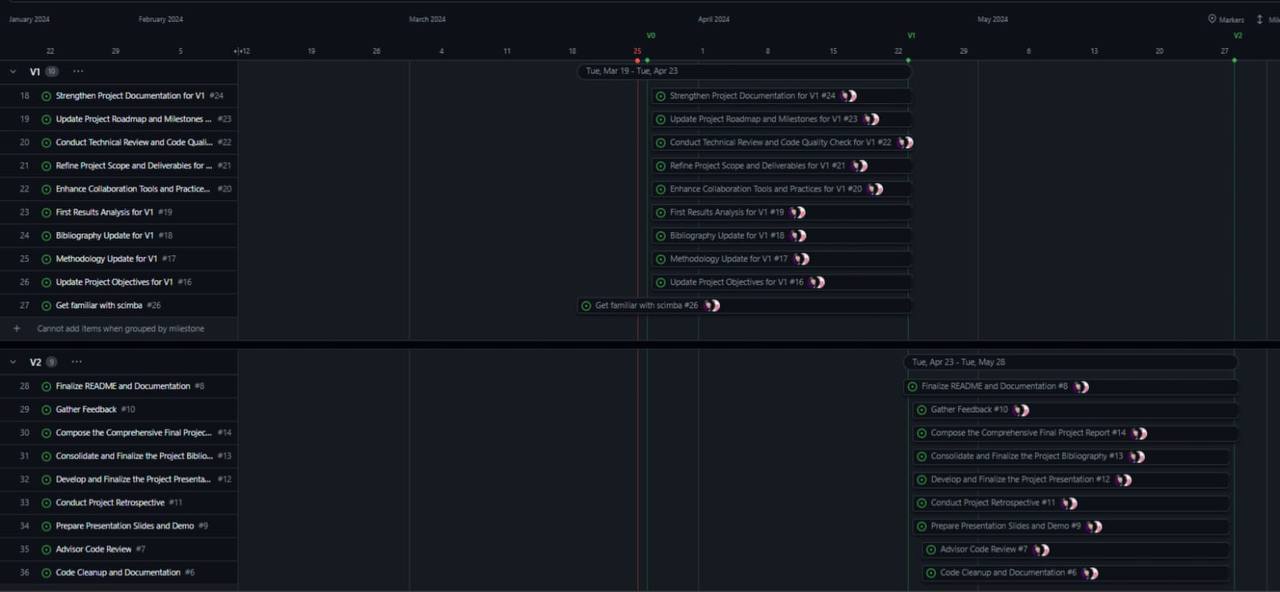 January 2024 February 2024 March 2024 April 2024 May 2024 Markers
V0 V1 V2
22 29 5 12 19 26 4 11 18 25 1 8 15 22 29 6 13 20 27
V1 10 ... Tue, Mar 19 - Tue, Apr 23
18 Strengthen Project Documentation for V1 #24 Strengthen Project Documentation for V1 #24
19 Update Project Roadmap and Milestones ... #23 Update Project Roadmap and Milestones for V1 #23
20 Conduct Technical Review and Code Quali... #22 Conduct Technical Review and Code Quality Check for V1 #22
21 Refine Project Scope and Deliverables for ... #21 Refine Project Scope and Deliverables for V1 #21
22 Enhance Collaboration Tools and Practice... #20 Enhance Collaboration Tools and Practices for V1 #20
23 First Results Analysis for V1 #19 First Results Analysis for V1 #19
24 Bibliography Update for V1 #18 Bibliography Update for V1 #18
25 Methodology Update for V1 #17 Methodology Update for V1 #17
26 Update Project Objectives for V1 #16 Update Project Objectives for V1 #16
27 Get familiar with scimba #26 Get familiar with scimba #26
+ Cannot add items when grouped by milestone
V2 9 ... Tue, Apr 23 - Tue, May 28
28 Finalize README and Documentation #8 Finalize README and Documentation #8
29 Gather Feedback #10 Gather Feedback #10
30 Compose the Comprehensive Final Projec... #14 Compose the Comprehensive Final Project Report #14
31 Consolidate and Finalize the Project Biblio... #13 Consolidate and Finalize the Project Bibliography #13
32 Develop and Finalize the Project Presenta... #12 Develop and Finalize the Project Presentation #12
33 Conduct Project Retrospective #11 Conduct Project Retrospective #11
34 Prepare Presentation Slides and Demo #9 Prepare Presentation Slides and Demo #9
35 Advisor Code Review #7 Advisor Code Review #7
36 Code Cleanup and Documentation #6 Code Cleanup and Documentation #6